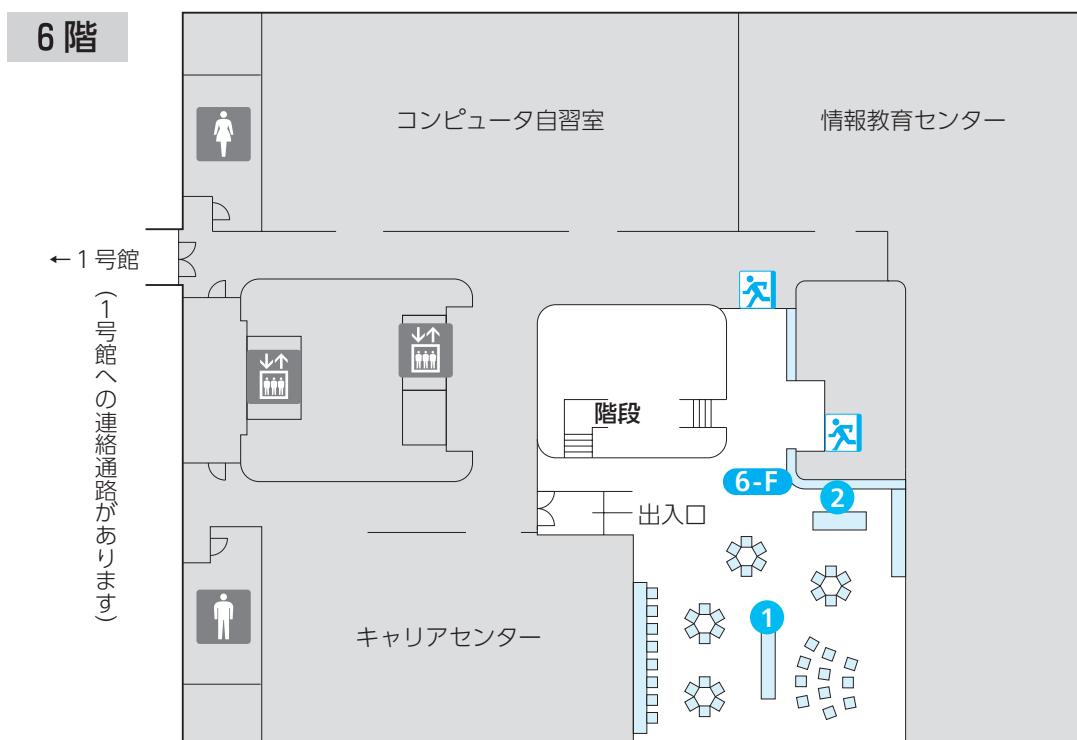 6 階
コンピュータ自習室
情報教育センター
←1 号館
（1号館への連絡通路があります）
階段
6-F
2
出入口
1
キャリアセンター